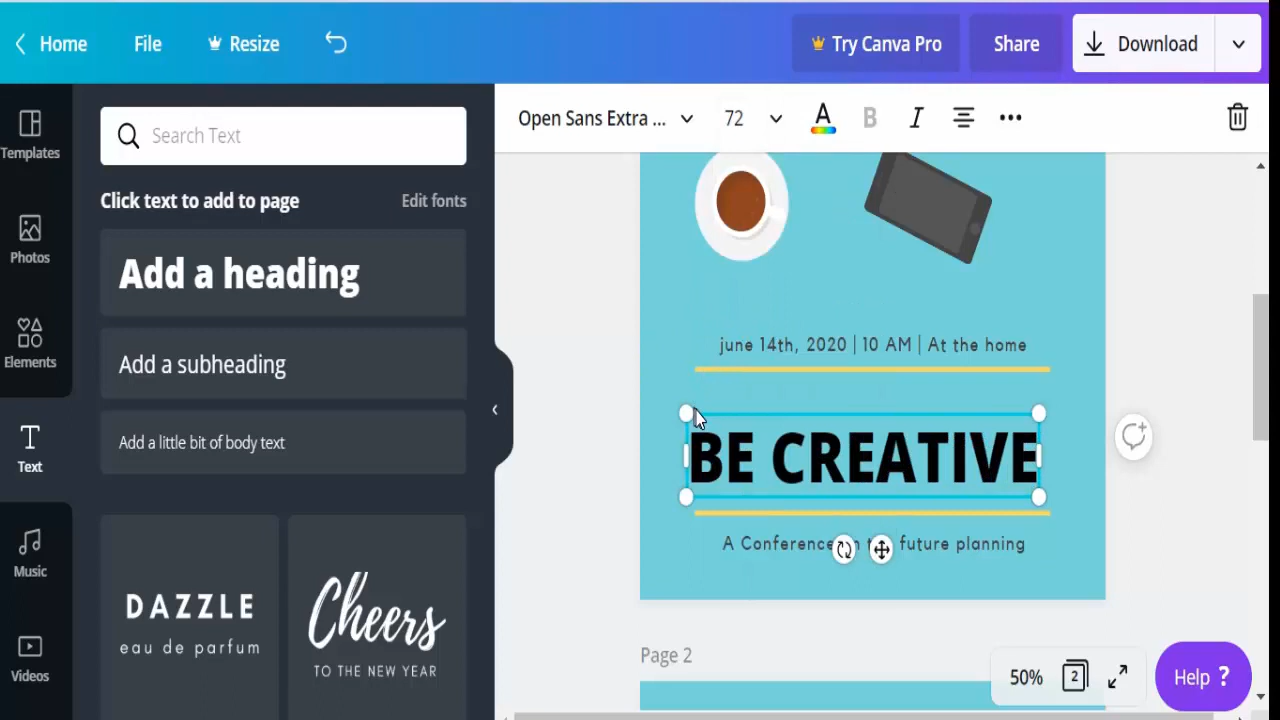 Home File Resize Try Canva Pro Share Download
Open Sans Extra ... 72 A B I
Templates
Photos
Elements
Text
Music
Videos
Search Text
Click text to add to page Edit fonts
Add a heading
Add a subheading
Add a little bit of body text
DAZZLE
eau de parfum
Cheers
TO THE NEW YEAR
june 14th, 2020 | 10 AM | At the home
BE CREATIVE
A Conference future planning
Page 2
50% 2 Help ?